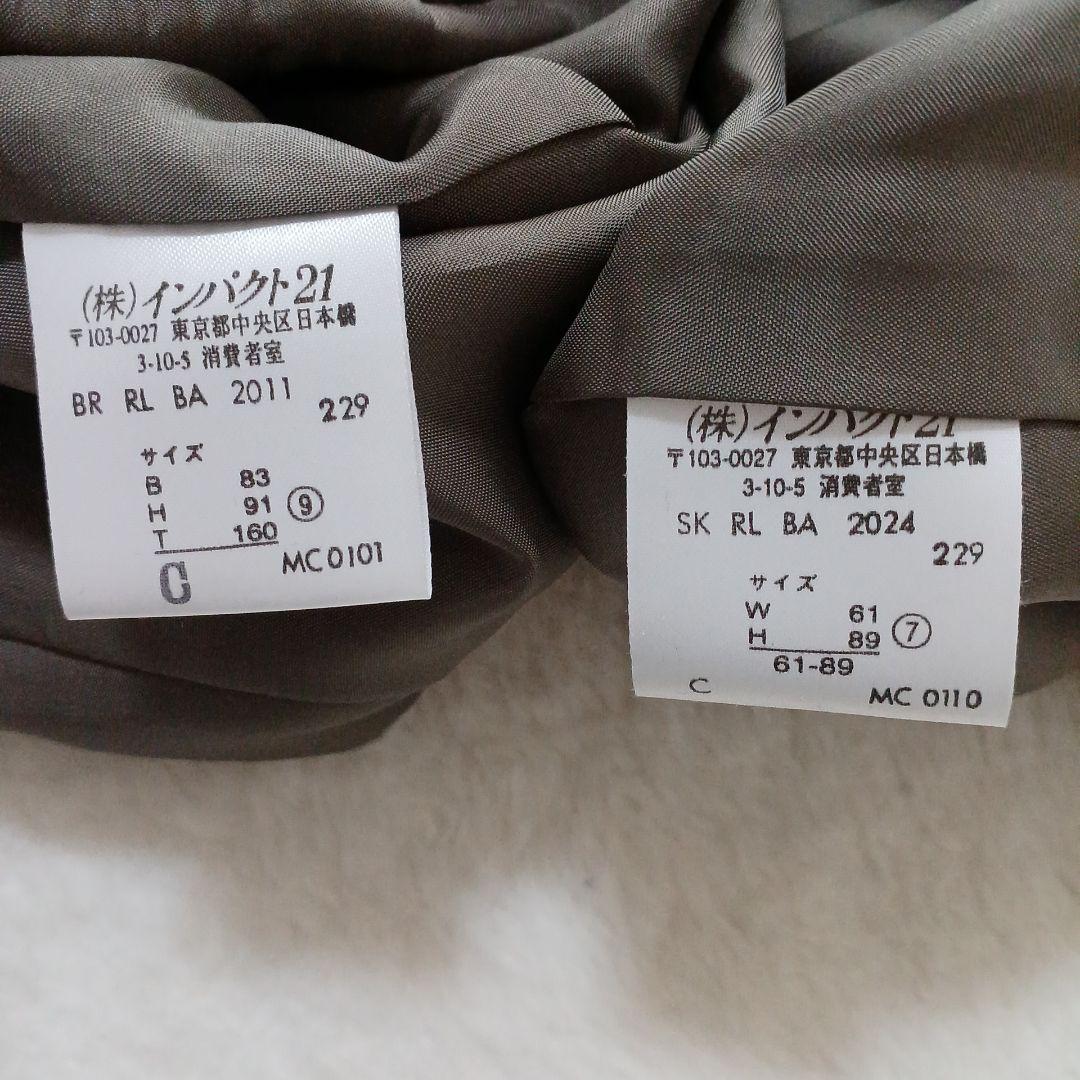 (株)インパクト21
〒103-0027 東京都中央区日本橋
3-10-5 消費者室
BR RL BA 2011
229
サイズ
B 83
H 91 ⑨
T 160
C MC0101
(株)インパクト21
〒103-0027 東京都中央区日本橋
3-10-5 消費者室
SK RL BA 2024
229
サイズ
W 61
H 89 ⑦
61-89
C MC 0110